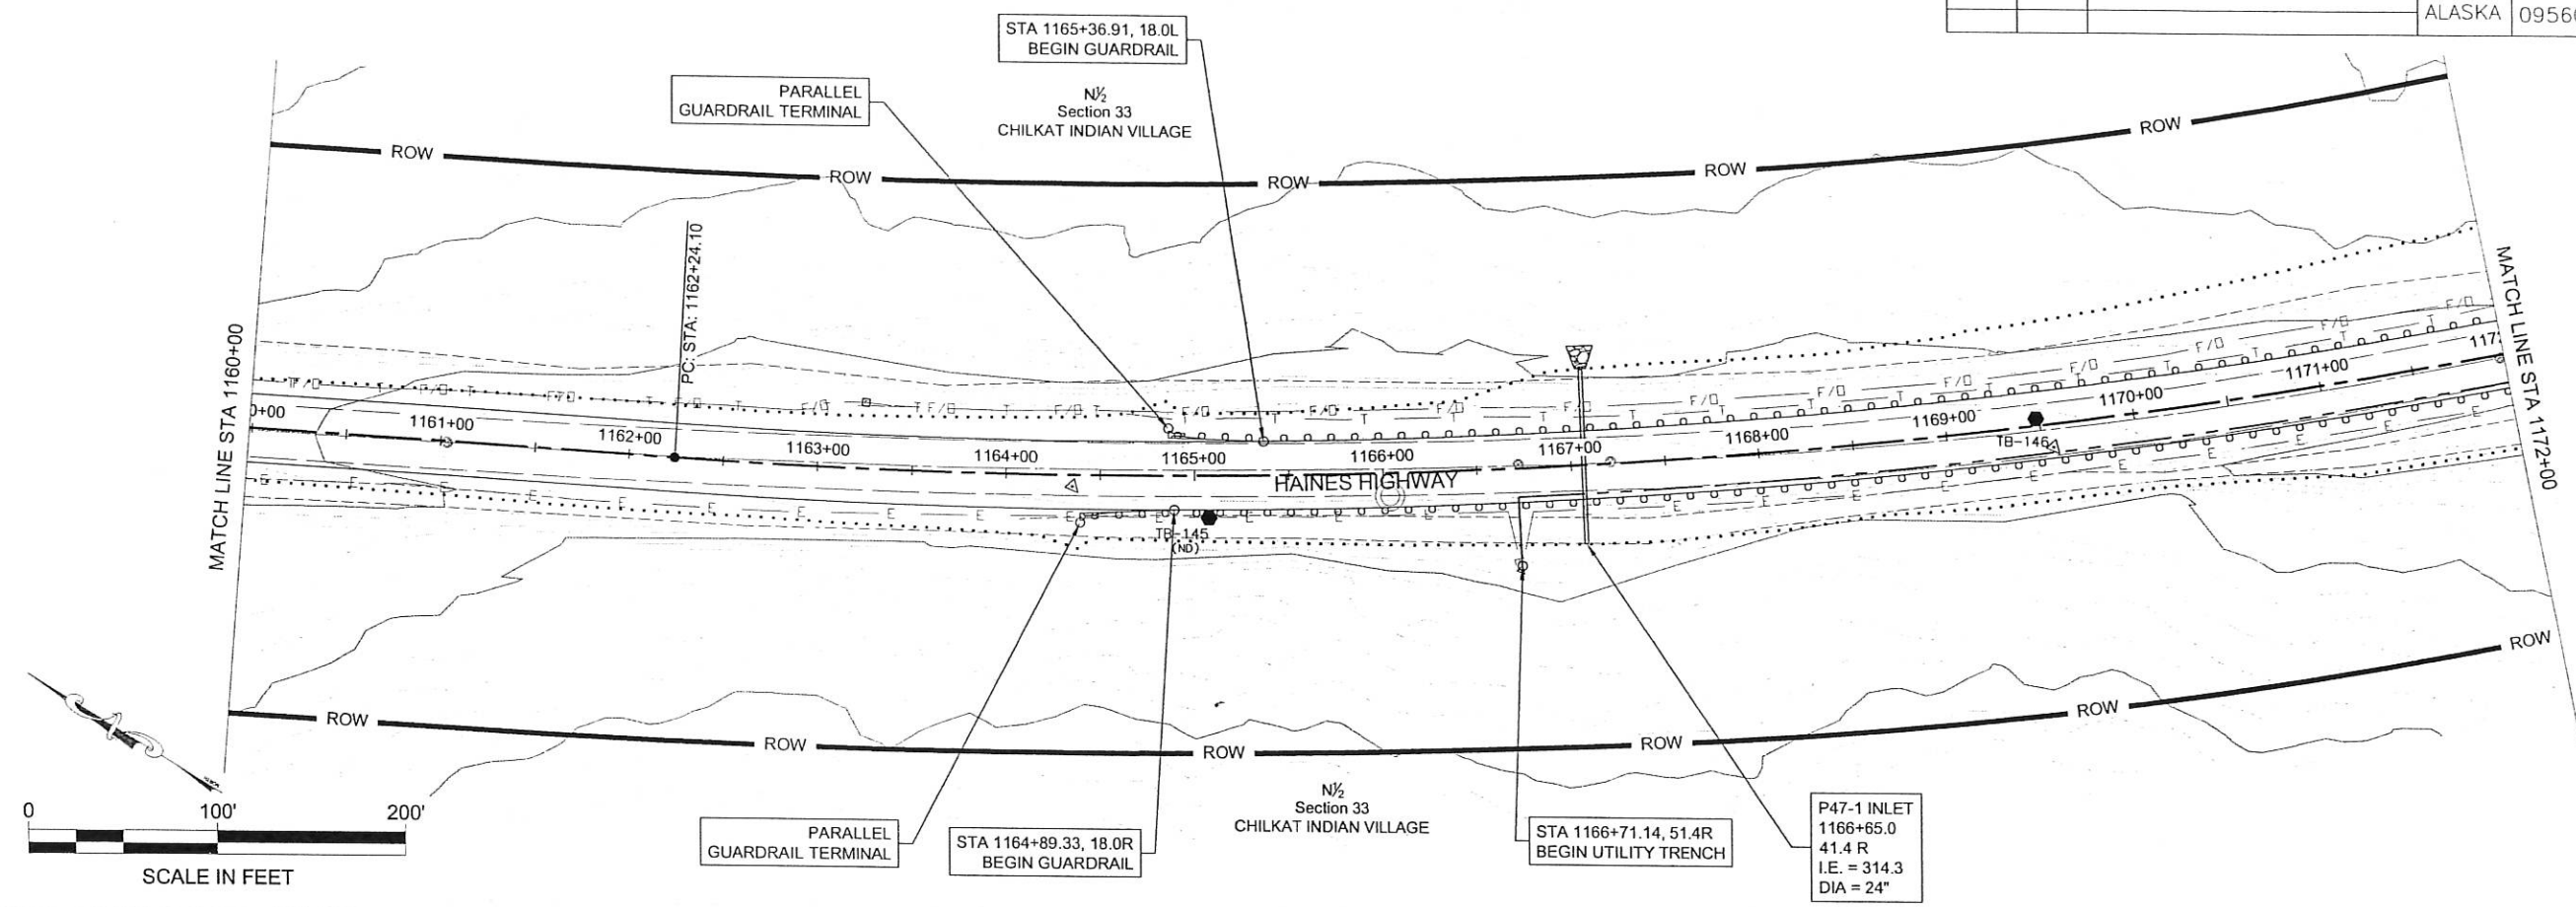 ALASKA
STA 1165+36.91, 18.0L
BEGIN GUARDRAIL
PARALLEL
GUARDRAIL TERMINAL
N½
Section 33
CHILKAT INDIAN VILLAGE
ROW
ROW
ROW
ROW
ROW
MATCH LINE STA 1160+00
PC: STA: 1162+24.10
MATCH LINE STA 1172+00
F/O
T
F/O
T
F/O
T
F/O
T
F/O
T
F/O
T
F/O
T
F/O
T
F/O
T
F/O
T
F/O
0+00
1161+00
1162+00
1163+00
1164+00
1165+00
1166+00
1167+00
1168+00
1169+00
1170+00
1171+00
HAINES HIGHWAY
TB-146
E
E
E
E
E
E
E
E
E
E
TB-145
(ND)
ROW
ROW
ROW
ROW
ROW
ROW
N½
Section 33
CHILKAT INDIAN VILLAGE
PARALLEL
GUARDRAIL TERMINAL
STA 1164+89.33, 18.0R
BEGIN GUARDRAIL
STA 1166+71.14, 51.4R
BEGIN UTILITY TRENCH
P47-1 INLET
1166+65.0
41.4 R
I.E. = 314.3
DIA = 24"
0 100' 200'
SCALE IN FEET